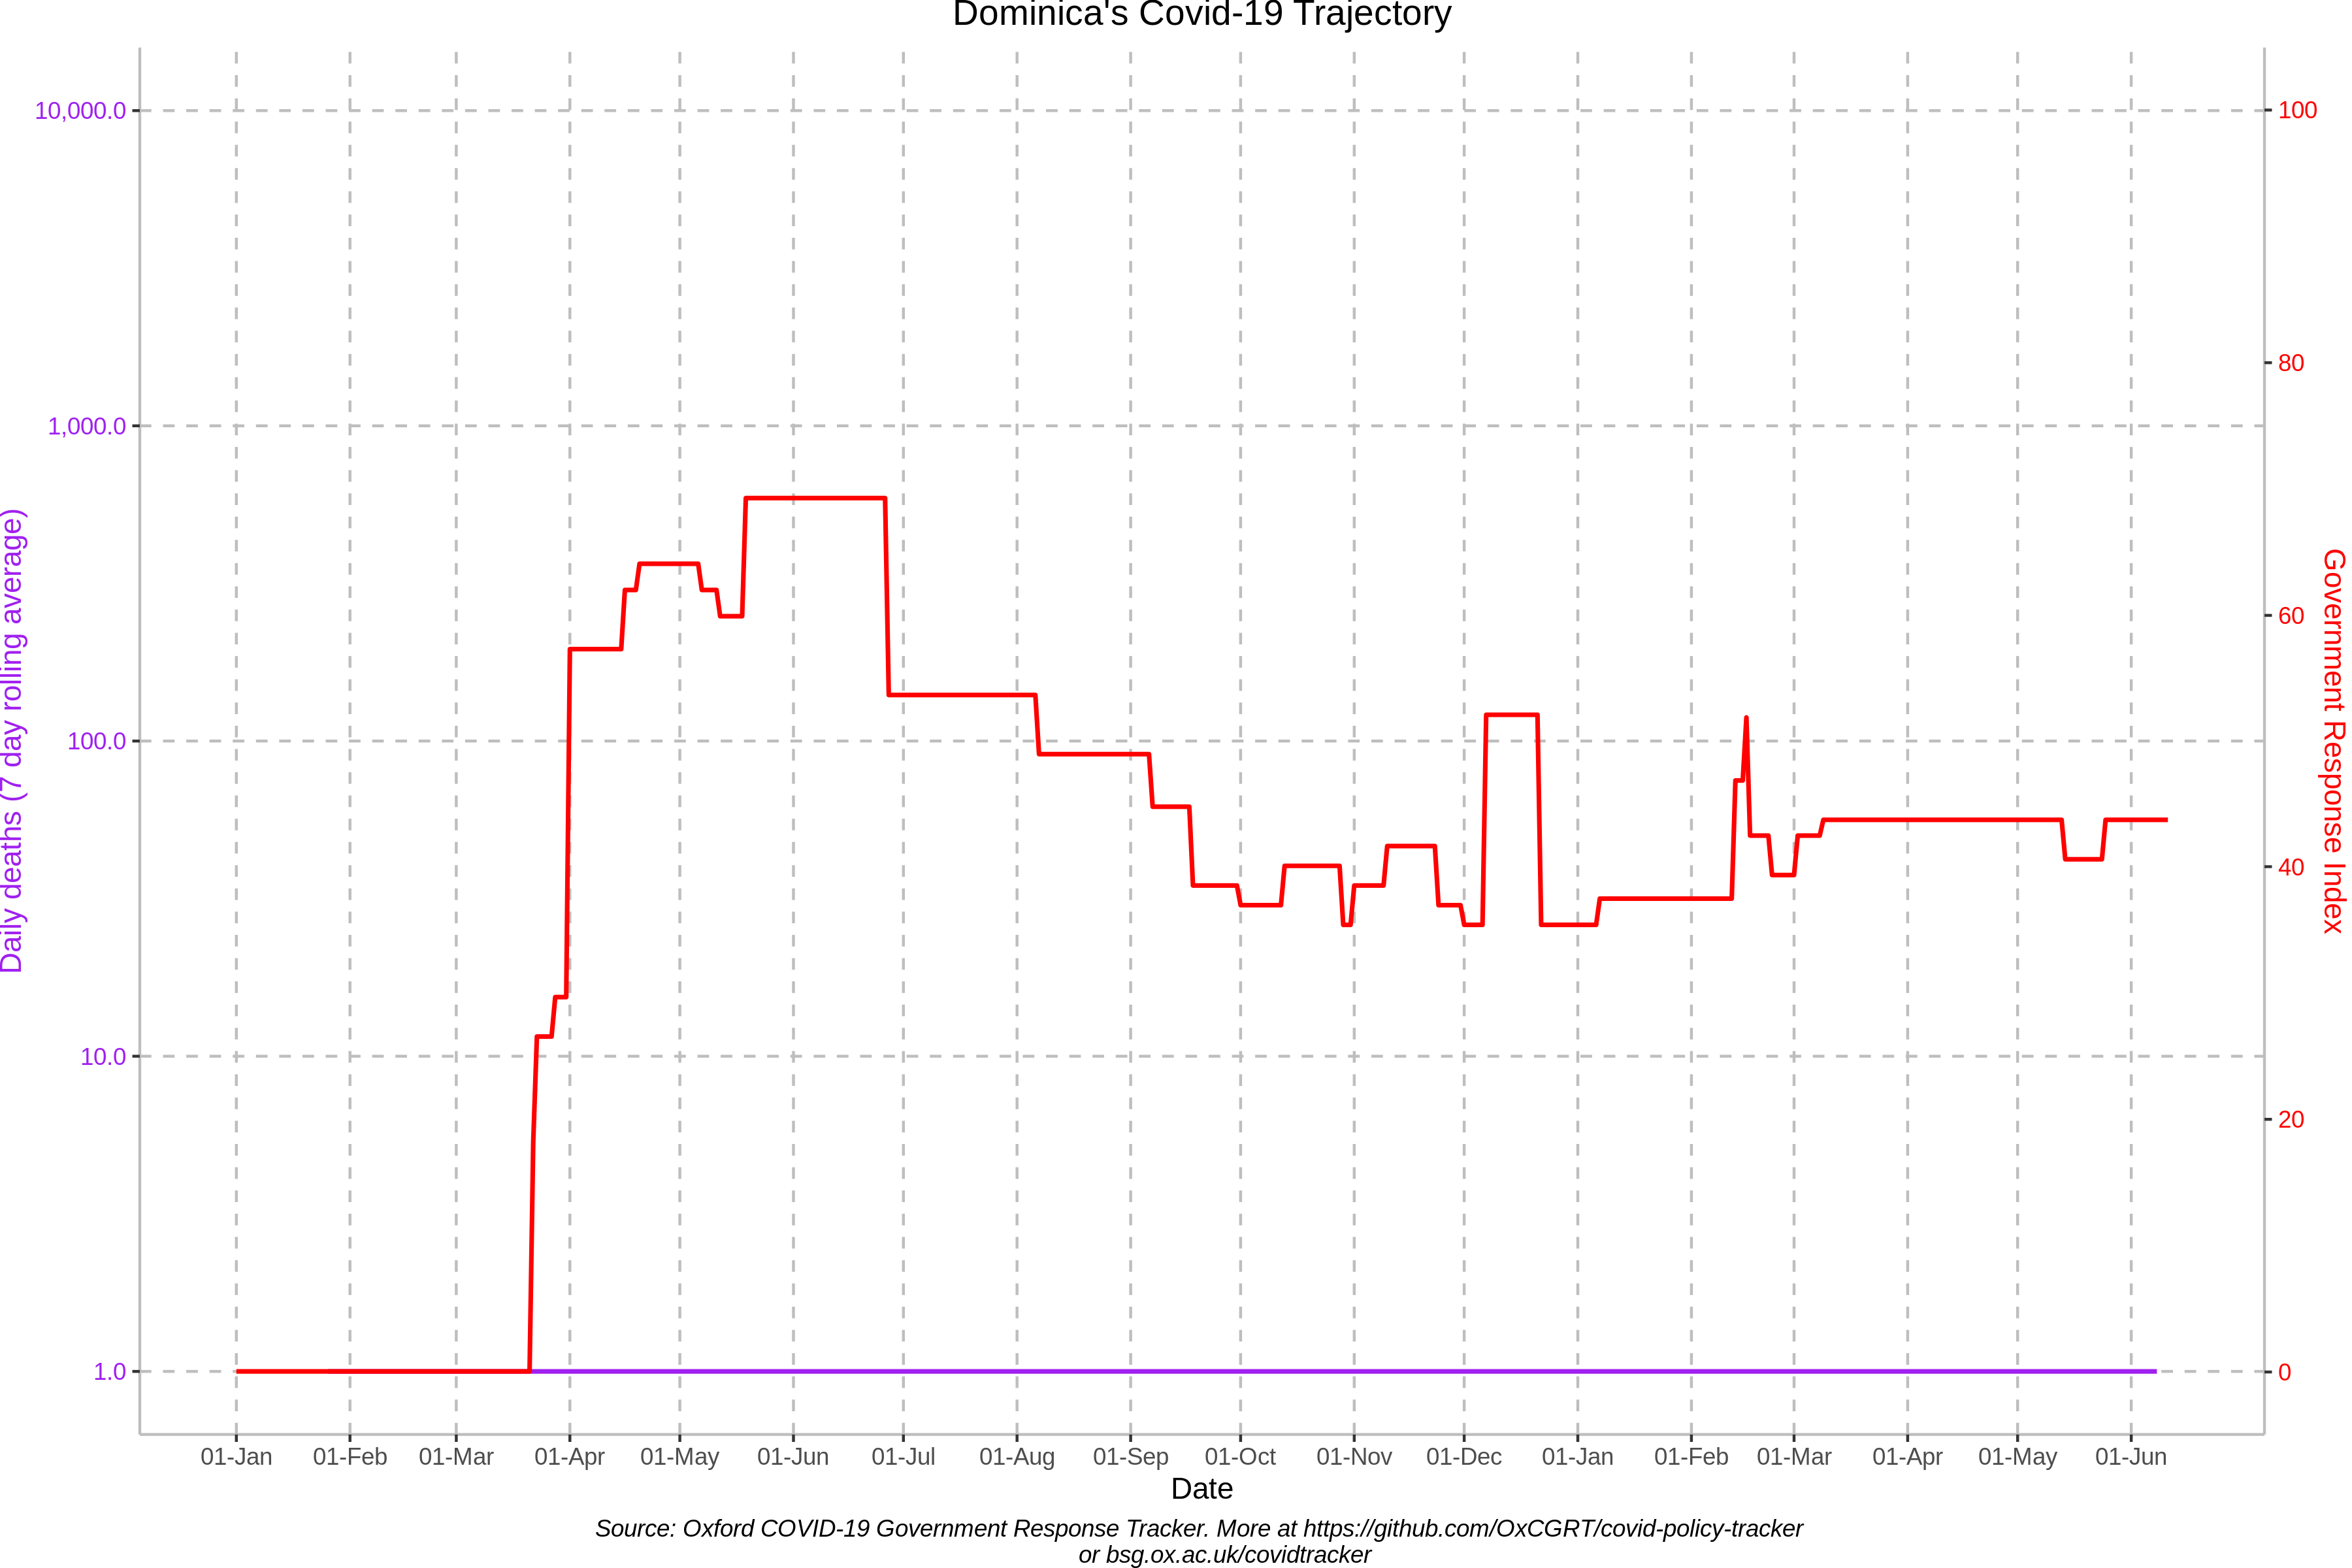 Dominica's Covid-19 Trajectory
10,000.0
1,000.0
100.0
10.0
1.0
Daily deaths (7 day rolling average)
100
80
60
40
20
0
Government Response Index
01-Jan 01-Feb 01-Mar 01-Apr 01-May 01-Jun 01-Jul 01-Aug 01-Sep 01-Oct 01-Nov 01-Dec 01-Jan 01-Feb 01-Mar 01-Apr 01-May 01-Jun
Date
Source: Oxford COVID-19 Government Response Tracker. More at https://github.com/OxCGRT/covid-policy-tracker
or bsg.ox.ac.uk/covidtracker